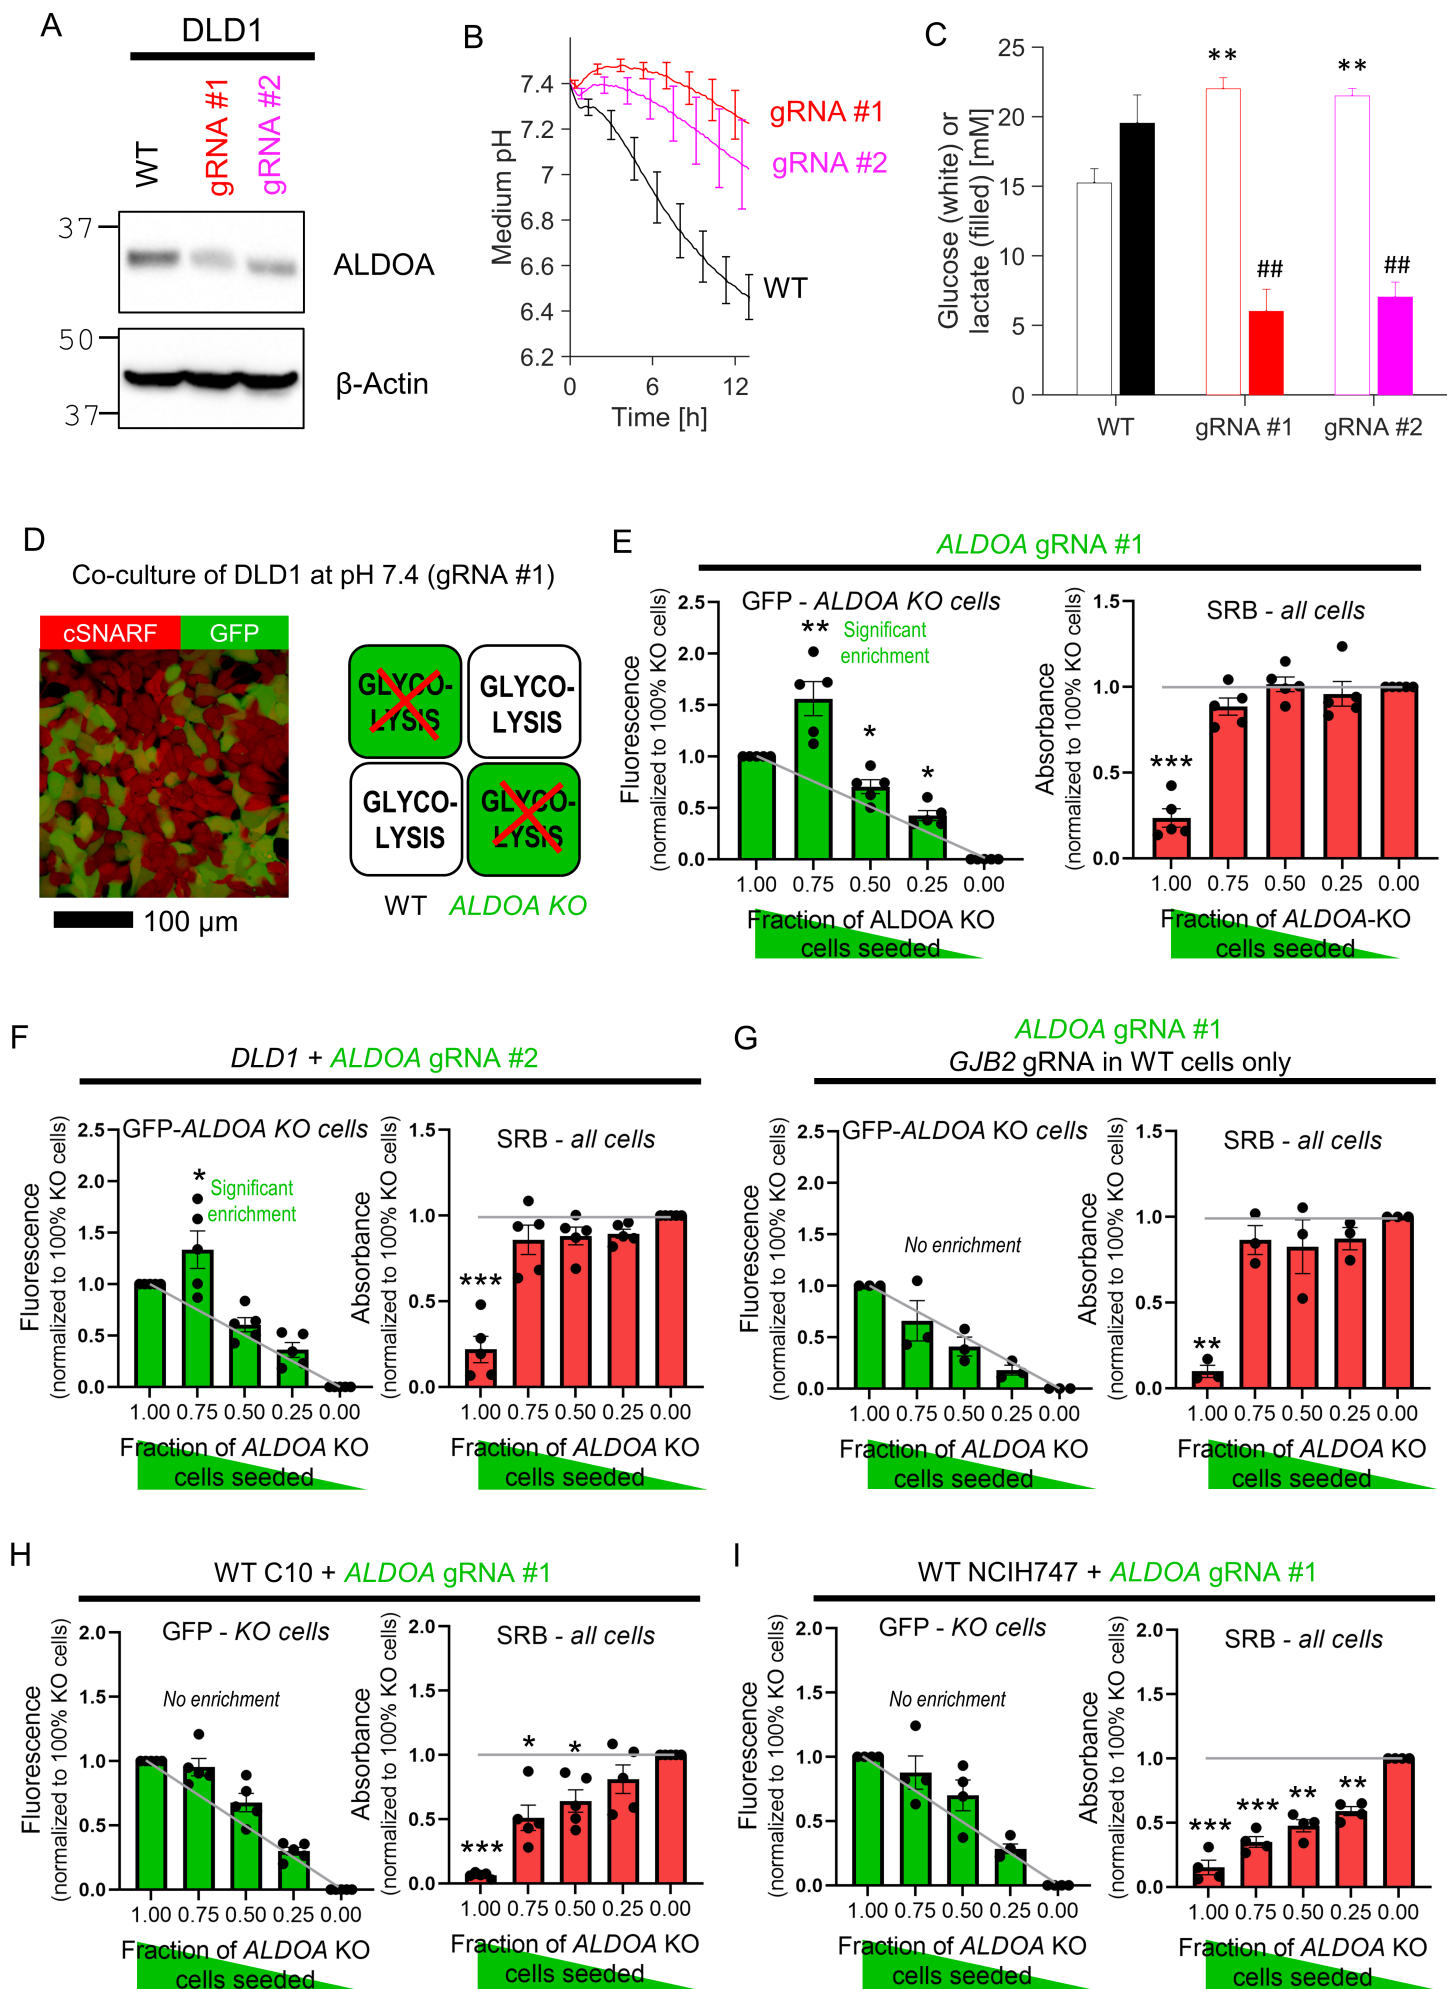 A
DLD1
WT
gRNA #1
gRNA #2
37
ALDOA
50
β-Actin
37
B
Medium pH
7.4
7.2
7
6.8
6.6
6.4
6.2
0
6
12
Time [h]
gRNA #1
gRNA #2
WT
C
Glucose (white) or
lactate (filled) [mM]
25
20
15
10
5
0
**
**
##
##
WT
gRNA #1
gRNA #2
D
Co-culture of DLD1 at pH 7.4 (gRNA #1)
cSNARF
GFP
100 µm
GLYCO-
LYSIS
GLYCO-
LYSIS
GLYCO-
LYSIS
GLYCO-
LYSIS
WT
ALDOA KO
E
ALDOA gRNA #1
GFP - ALDOA KO cells
Fluorescence
(normalized to 100% KO cells)
2.5
2.0
1.5
1.0
0.5
0.0
**
Significant
enrichment
*
*
1.00 0.75 0.50 0.25 0.00
Fraction of ALDOA KO
cells seeded
SRB - all cells
Absorbance
(normalized to 100% KO cells)
1.5
1.0
0.5
0.0
***
1.00 0.75 0.50 0.25 0.00
Fraction of ALDOA-KO
cells seeded
F
DLD1 + ALDOA gRNA #2
GFP-ALDOA KO cells
Fluorescence
(normalized to 100% KO cells)
2.5
2.0
1.5
1.0
0.5
0.0
*
Significant
enrichment
1.00 0.75 0.50 0.25 0.00
Fraction of ALDOA KO
cells seeded
SRB - all cells
Absorbance
(normalized to 100% KO cells)
1.5
1.0
0.5
0.0
***
1.00 0.75 0.50 0.25 0.00
Fraction of ALDOA KO
cells seeded
G
ALDOA gRNA #1
GJB2 gRNA in WT cells only
GFP-ALDOA KO cells
Fluorescence
(normalized to 100% KO cells)
2.5
2.0
1.5
1.0
0.5
0.0
No enrichment
1.00 0.75 0.50 0.25 0.00
Fraction of ALDOA KO
cells seeded
SRB - all cells
Absorbance
(normalized to 100% KO cells)
1.5
1.0
0.5
0.0
**
1.00 0.75 0.50 0.25 0.00
Fraction of ALDOA KO
cells seeded
H
WT C10 + ALDOA gRNA #1
GFP - KO cells
Fluorescence
(normalized to 100% KO cells)
2.0
1.5
1.0
0.5
0.0
No enrichment
1.00 0.75 0.50 0.25 0.00
Fraction of ALDOA KO
cells seeded
SRB - all cells
Absorbance
(normalized to 100% KO cells)
2.0
1.5
1.0
0.5
0.0
***
*
*
1.00 0.75 0.50 0.25 0.00
Fraction of ALDOA KO
cells seeded
I
WT NCIH747 + ALDOA gRNA #1
GFP - KO cells
Fluorescence
(normalized to 100% KO cells)
2.0
1.5
1.0
0.5
0.0
No enrichment
1.00 0.75 0.50 0.25 0.00
Fraction of ALDOA KO
cells seeded
SRB - all cells
Absorbance
(normalized to 100% KO cells)
2.0
1.5
1.0
0.5
0.0
***
***
**
**
1.00 0.75 0.50 0.25 0.00
Fraction of ALDOA KO
cells seeded